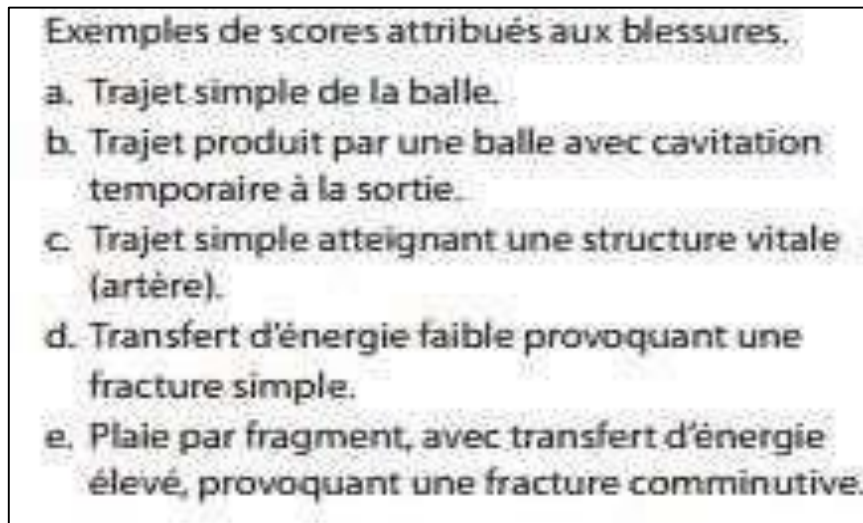 Exemples de scores attribués aux blessures.
a. Trajet simple de la balle.
b. Trajet produit par une balle avec cavitation
temporaire à la sortie.
c. Trajet simple atteignant une structure vitale
(artère).
d. Transfert d'énergie faible provoquant une
fracture simple.
e. Plaie par fragment, avec transfert d'énergie
élevé, provoquant une fracture comminutive.